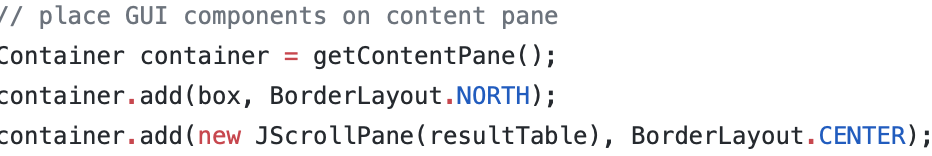 // place GUI components on content pane
Container container = getContentPane();
container.add(box, BorderLayout.NORTH);
container.add(new JScrollPane(resultTable), BorderLayout.CENTER);